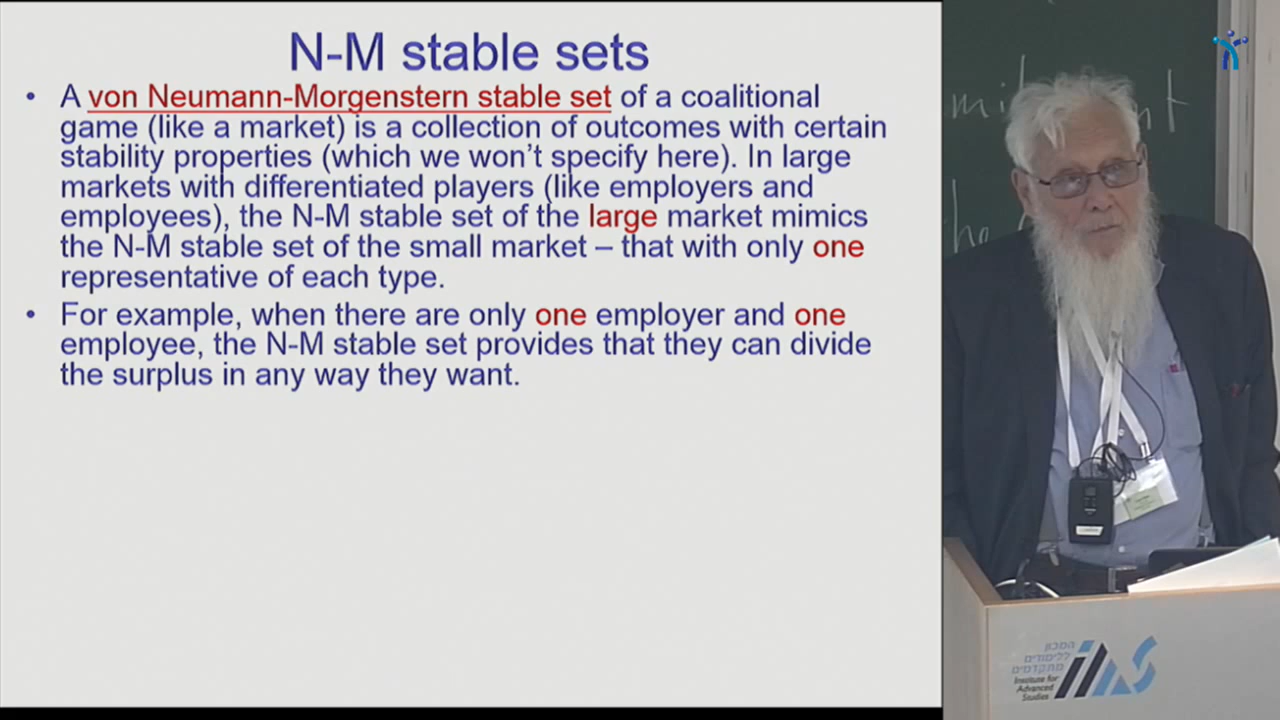 N-M stable sets
• A von Neumann-Morgenstern stable set of a coalitional
game (like a market) is a collection of outcomes with certain
stability properties (which we won't specify here). In large
markets with differentiated players (like employers and
employees), the N-M stable set of the large market mimics
the N-M stable set of the small market – that with only one
representative of each type.
• For example, when there are only one employer and one
employee, the N-M stable set provides that they can divide
the surplus in any way they want.
המכון
ללימודים
מתקדמים
Institute for
Advanced
Studies
IAS